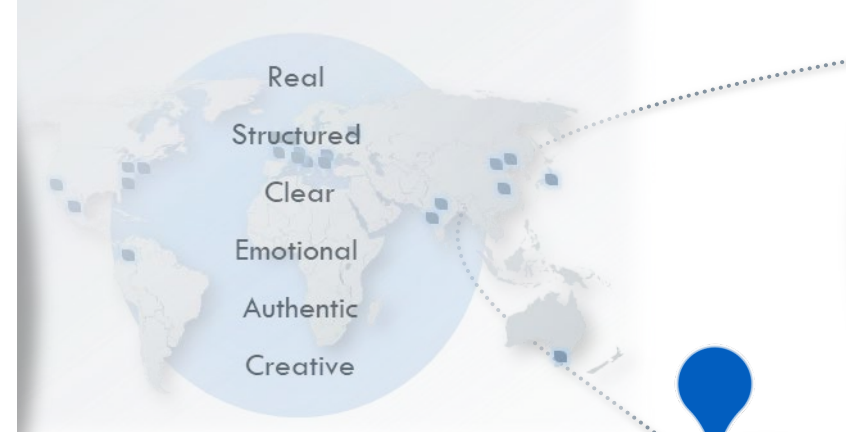 Real
Structured
Clear
Emotional
Authentic
Creative